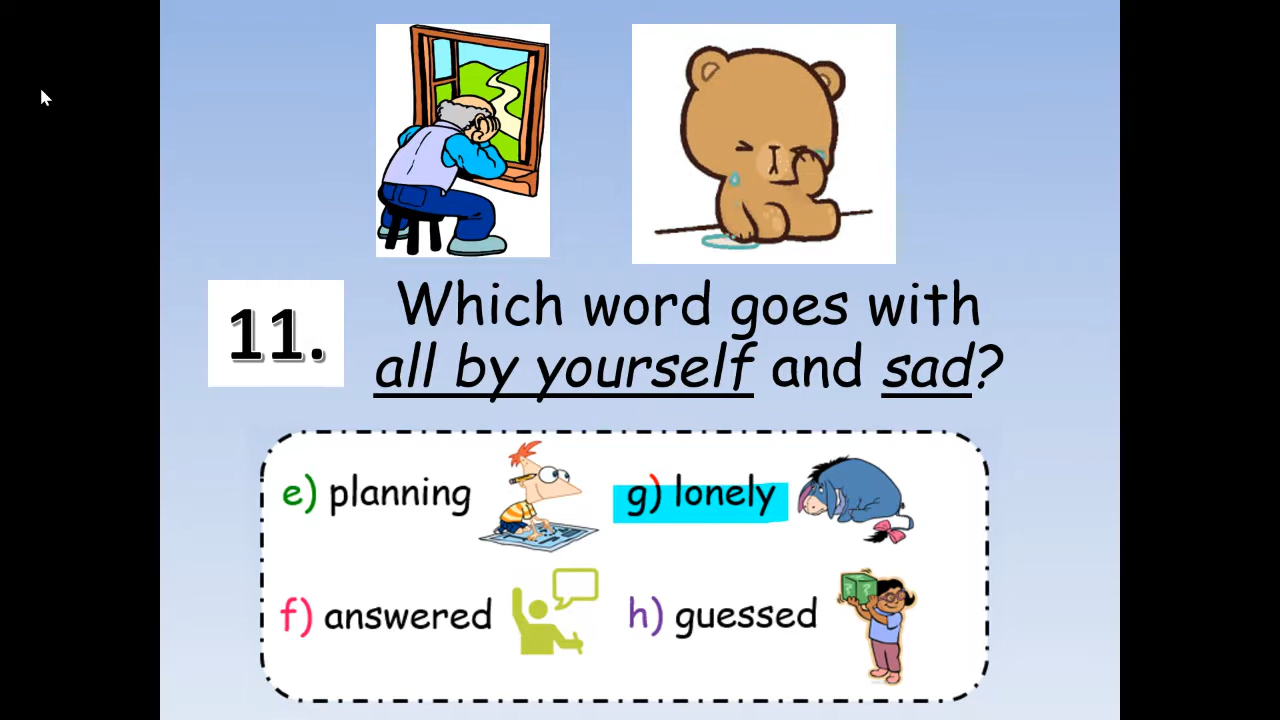 11.
Which word goes with
all by yourself and sad?
e) planning
g) lonely
f) answered
h) guessed